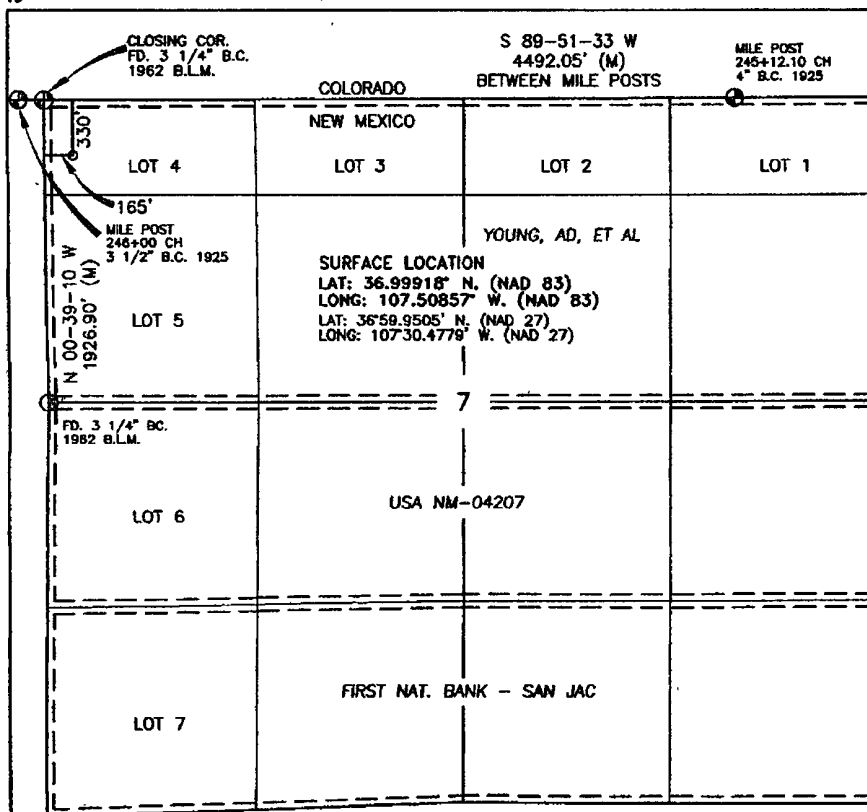 CLOSING COR.
FD. 3 1/4" B.C.
1962 B.L.M.
S 89-51-33 W
4492.05' (M)
BETWEEN MILE POSTS
MILE POST
245+12.10 CH
4" B.C. 1925
COLORADO
NEW MEXICO
330'
LOT 4
LOT 3
LOT 2
LOT 1
165'
MILE POST
246+00 CH
3 1/2" B.C. 1925
YOUNG, AD, ET AL
SURFACE LOCATION
LAT: 36.99918° N. (NAD 83)
LONG: 107.50857° W. (NAD 83)
LAT: 36°59.9505' N. (NAD 27)
LONG: 107°30.4779' W. (NAD 27)
N 00-39-10 W
1926.90' (M)
LOT 5
7
FD. 3 1/4" BC.
1962 B.L.M.
LOT 6
USA NM-04207
FIRST NAT. BANK - SAN JAC
LOT 7